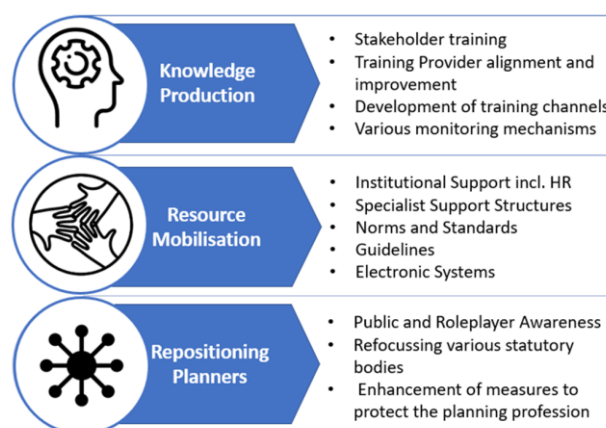 Knowledge
Production
• Stakeholder training
• Training Provider alignment and
improvement
• Development of training channels
• Various monitoring mechanisms
Resource
Mobilisation
• Institutional Support incl. HR
• Specialist Support Structures
• Norms and Standards
• Guidelines
• Electronic Systems
Repositioning
Planners
• Public and Roleplayer Awareness
• Refocussing various statutory
bodies
• Enhancement of measures to
protect the planning profession